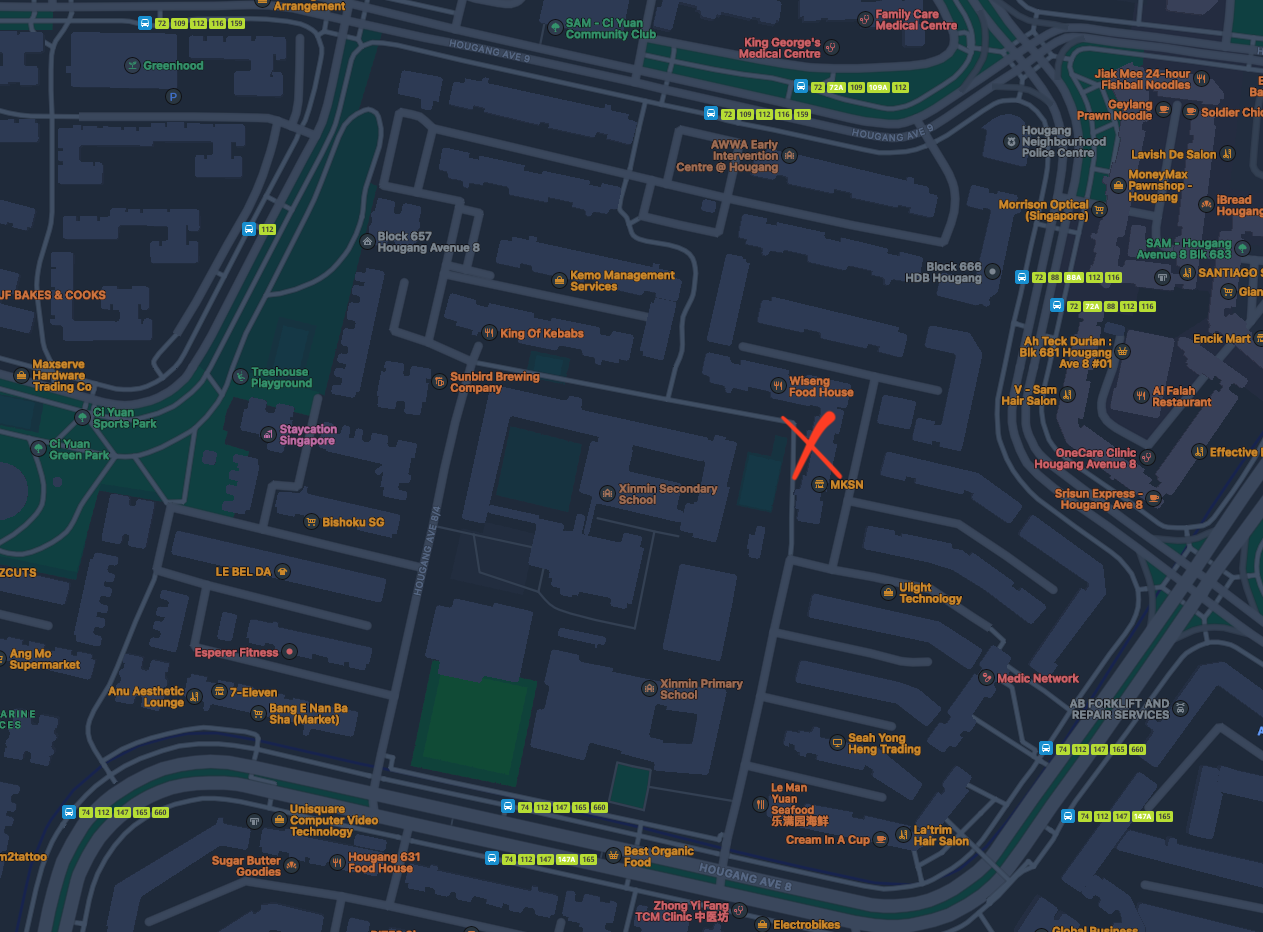 Arrangement
72 109 112 116 159
SAM - Ci Yuan
Community Club
Family Care
Medical Centre
HOUGANG AVE 9
King George's
Medical Centre
Greenhood
P
72 72A 109 109A 112
72 109 112 116 159
HOUGANG AVE 9
Jiak Mee 24-hour
Fishball Noodles
Geylang
Prawn Noodle
Soldier Chic
AWWA Early
Intervention
Centre @ Hougang
Hougang
Neighbourhood
Police Centre
Lavish De Salon
MoneyMax
Pawnshop -
Hougang
Morrison Optical
(Singapore)
iBread
Hougang
112
Block 657
Hougang Avenue 8
SAM - Hougang
Avenue 8 Blk 683
Block 666
HDB Hougang
72 88 88A 112 116
SANTIAGO S
Kemo Management
Services
Gian
JF BAKES & COOKS
72 72A 88 112 116
King Of Kebabs
Ah Teck Durian :
Blk 681 Hougang
Ave 8 #01
Encik Mart
Maxserve
Hardware
Trading Co
Treehouse
Playground
Sunbird Brewing
Company
Wiseng
Food House
V - Sam
Hair Salon
Al Falah
Restaurant
Ci Yuan
Sports Park
Staycation
Singapore
Ci Yuan
Green Park
OneCare Clinic
Hougang Avenue 8
Effective
Xinmin Secondary
School
MKSN
Srisun Express -
Hougang Ave 8
Bishoku SG
HOUGANG AVE 8/4
ZCUTS
LE BEL DA
Ulight
Technology
Ang Mo
Supermarket
Esperer Fitness
Medic Network
Anu Aesthetic
Lounge
7-Eleven
Bang E Nan Ba
Sha (Market)
Xinmin Primary
School
AB FORKLIFT AND
REPAIR SERVICES
ARINE
CES
Seah Yong
Heng Trading
74 112 147 165 660
Le Man
Yuan
Seafood
乐满园海鲜
74 112 147 165 660
Unisquare
Computer Video
Technology
74 112 147 165 660
74 112 147 147A 165
Cream In A Cup
La'trim
Hair Salon
m2tattoo
Sugar Butter
Goodies
Hougang 631
Food House
74 112 147 147A 165
Best Organic
Food
HOUGANG AVE 8
Zhong Yi Fang
TCM Clinic 中医坊
Electrobikes
Global Business